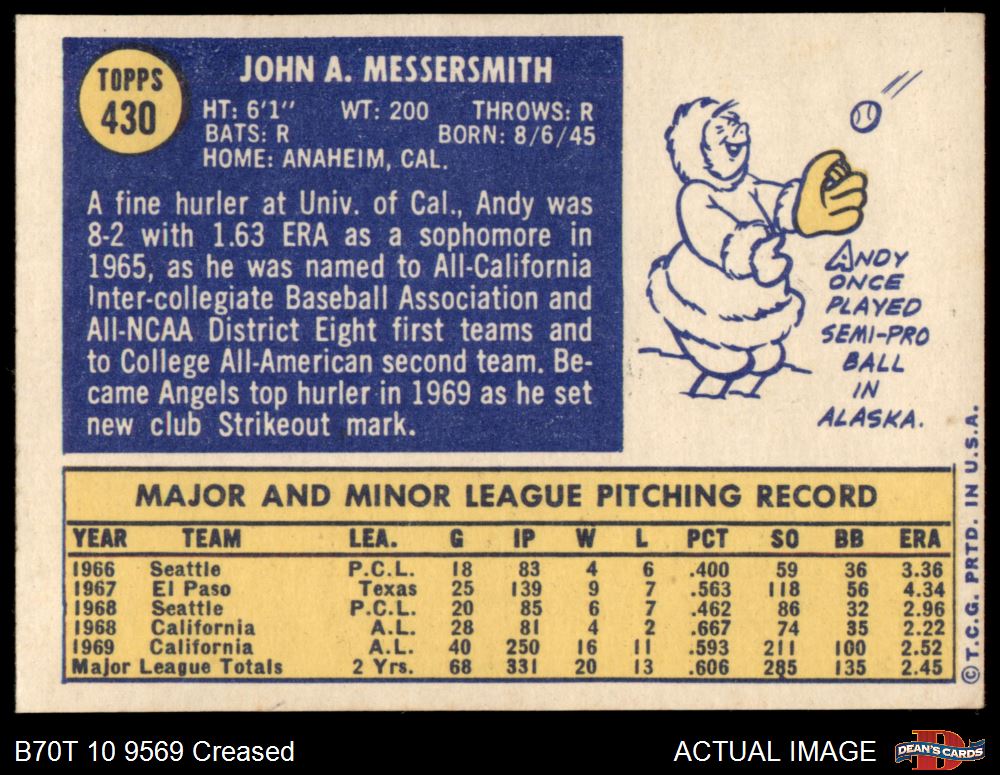 TOPPS
430
JOHN A. MESSERSMITH
HT: 6'1" WT: 200 THROWS: R
BATS: R BORN: 8/6/45
HOME: ANAHEIM, CAL.
A fine hurler at Univ. of Cal., Andy was
8-2 with 1.63 ERA as a sophomore in
1965, as he was named to All-California
Inter-collegiate Baseball Association and
All-NCAA District Eight first teams and
to College All-American second team. Be-
came Angels top hurler in 1969 as he set
new club Strikeout mark.
ANDY
ONCE
PLAYED
SEMI-PRO
BALL
IN
ALASKA.
MAJOR AND MINOR LEAGUE PITCHING RECORD
YEAR TEAM LEA. G IP W L PCT SO BB ERA
1966 Seattle P.C.L. 18 83 4 6 .400 59 36 3.36
1967 El Paso Texas 25 139 9 7 .563 118 56 4.34
1968 Seattle P.C.L. 20 85 6 7 .462 86 32 2.96
1968 California A.L. 28 81 4 2 .667 74 35 2.22
1969 California A.L. 40 250 16 11 .593 211 100 2.52
Major League Totals 2 Yrs. 68 331 20 13 .606 285 135 2.45
© T.C.G. PRTD. IN U.S.A.
B70T 10 9569 Creased
ACTUAL IMAGE
DEAN'S CARDS